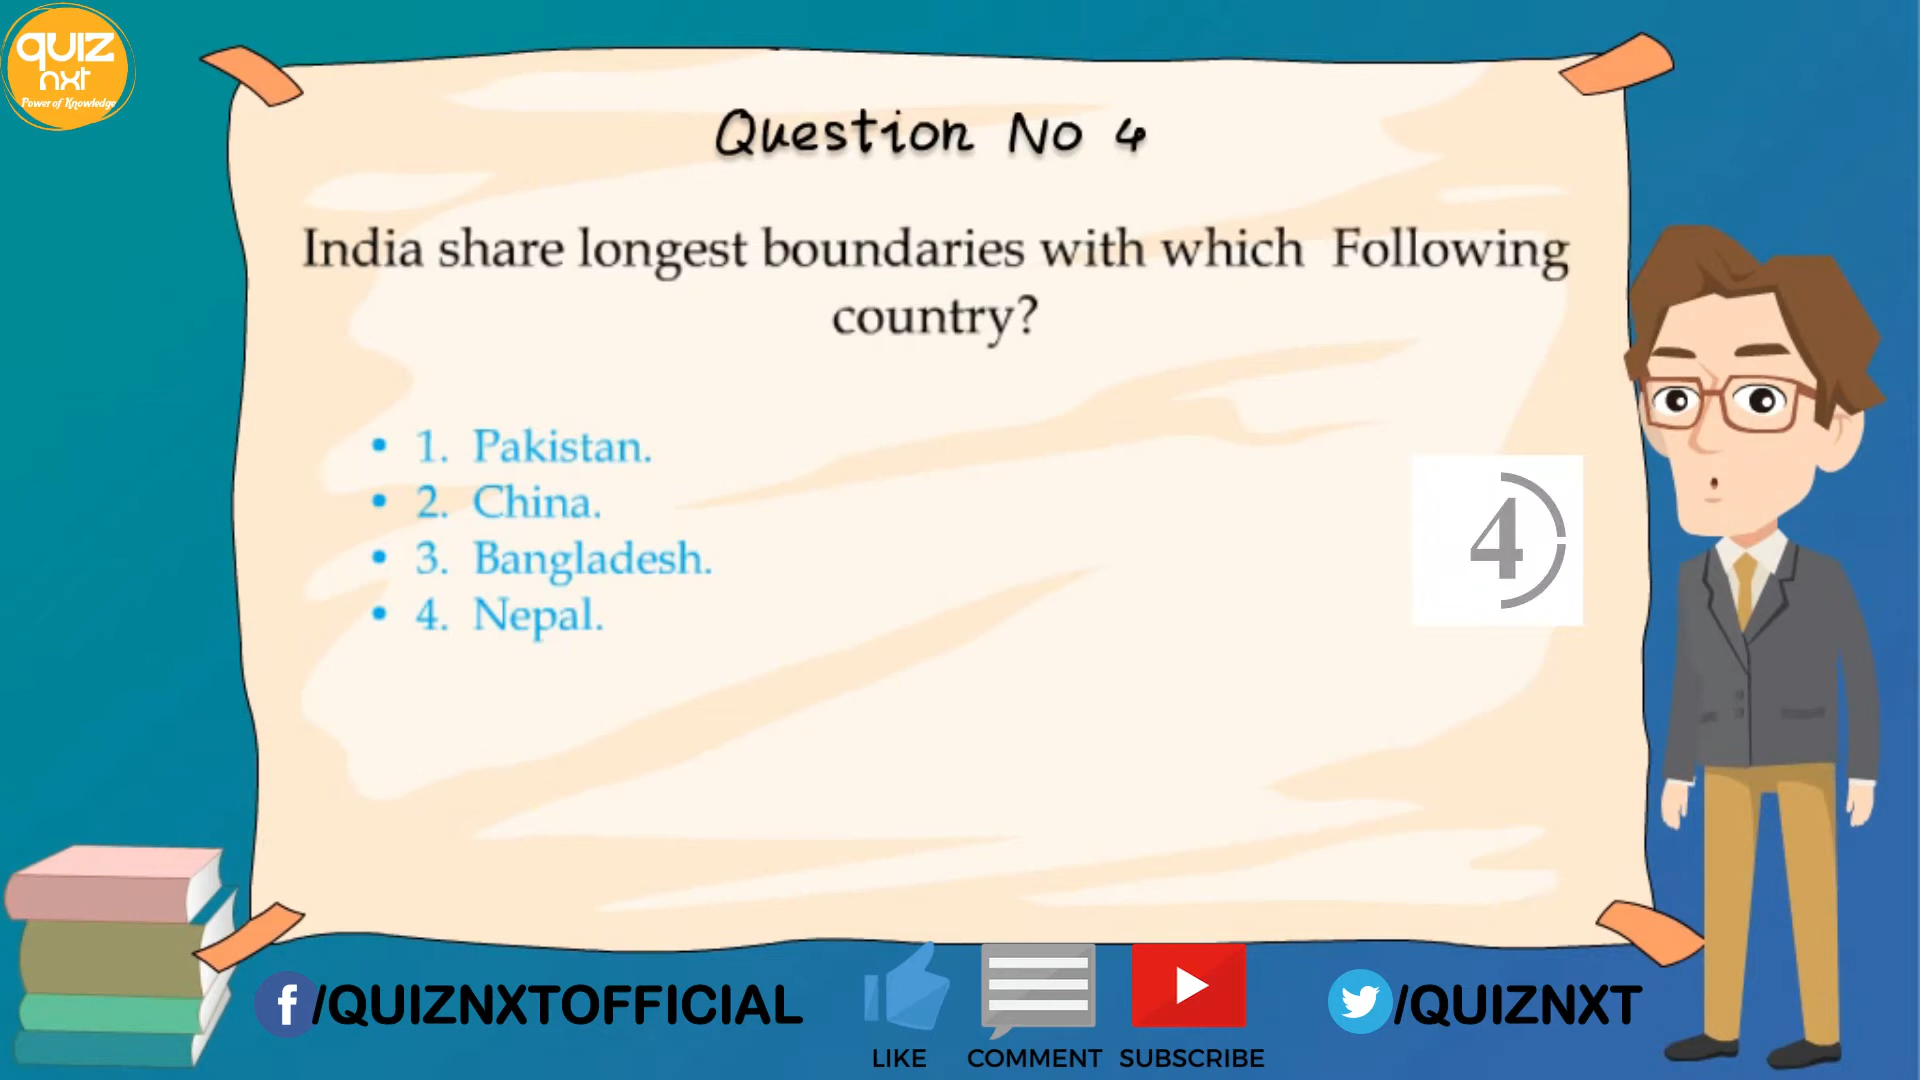 QUIZ
nxt
Power of Knowledge
Question No 4
India share longest boundaries with which Following
country?
• 1. Pakistan.
• 2. China.
• 3. Bangladesh.
• 4. Nepal.
4
f/QUIZNXTOFFICIAL
/QUIZNXT
LIKE COMMENT SUBSCRIBE